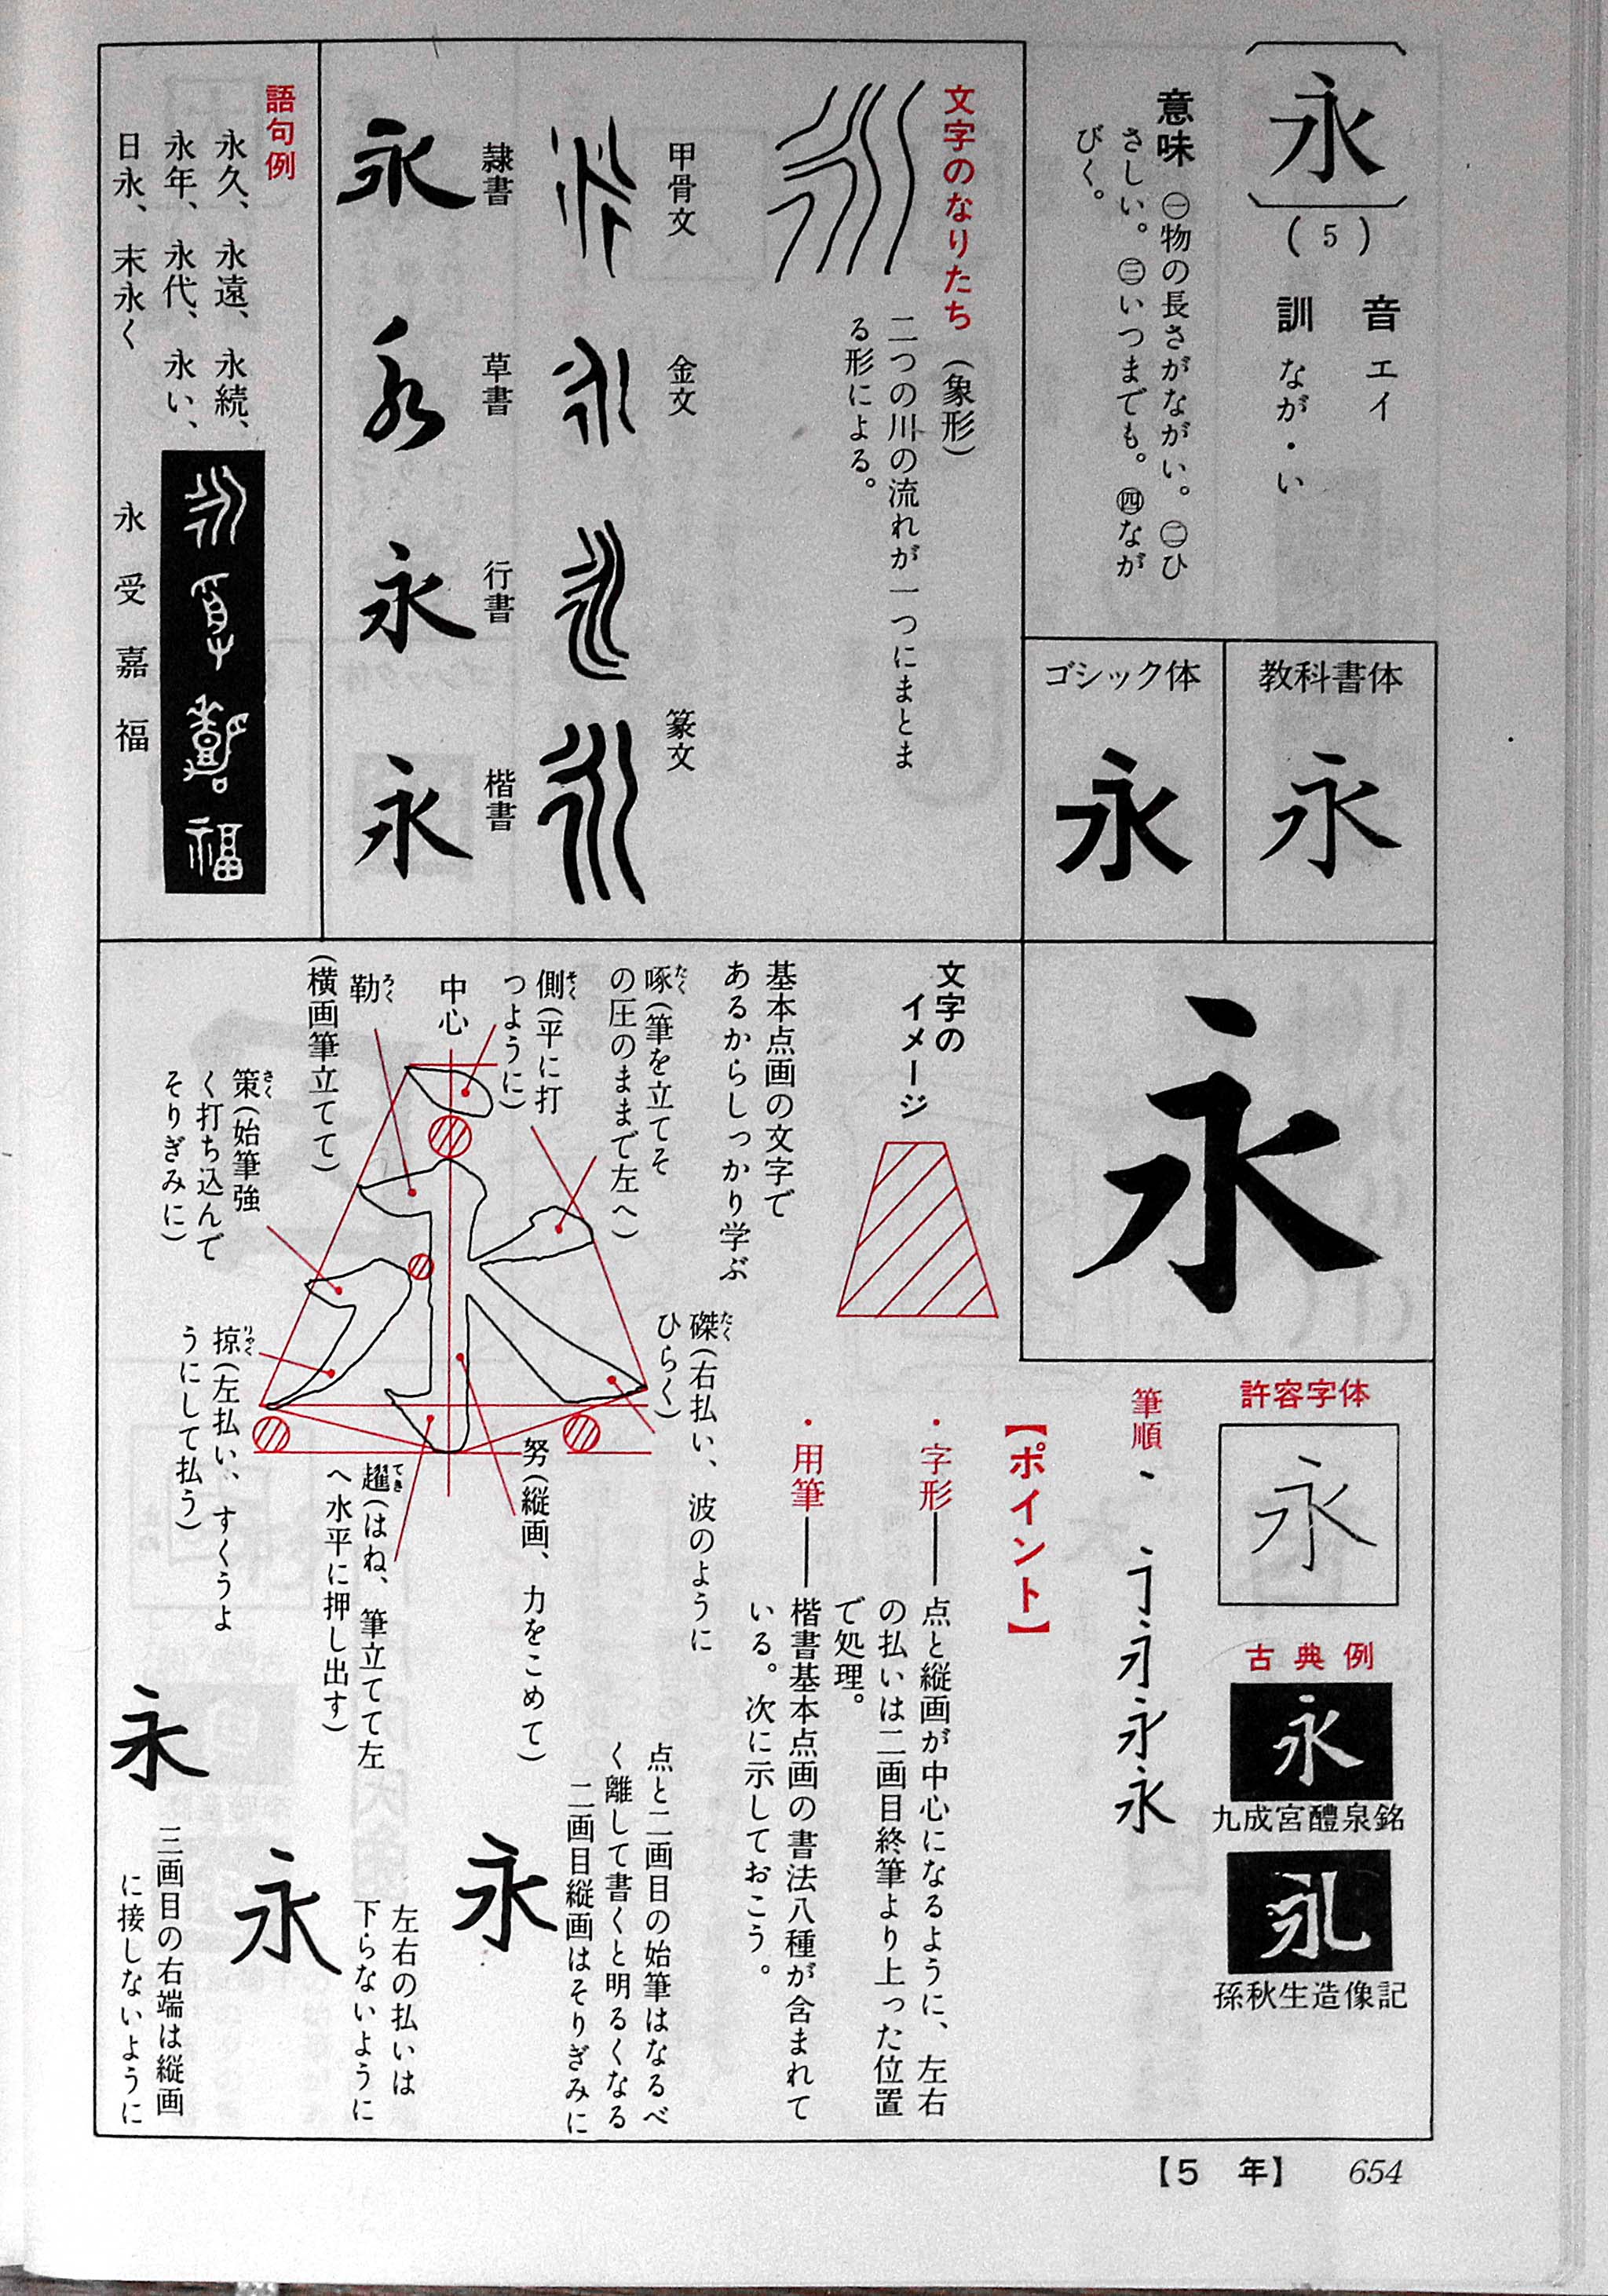 永
(5)
音 エイ
訓 なが・い
意味 ㊀物の長さがながい。㊁ひ
さしい。㊂いつまでも。㊃なが
びく。
教科書体
永
ゴシック体
永
文字のなりたち (象形)
二つの川の流れが一つにまとま
る形による。
甲骨文
金文
篆文
隷書
永
草書
永
行書
永
楷書
永
語句例
永久、永遠、永続、
永年、永代、永い、
日永、末永く
永受嘉福
永
許容字体
永
古典例
永
九成宮醴泉銘
永
孫秋生造像記
筆順
永
文字の
イメージ
基本点画の文字で
あるからしっかり学ぶ
啄(筆を立てそ
たく
の圧のままで左へ)
側(平に打
そく
つように)
中心
勒
ろく
(横画筆立てて)
策(始筆強
さく
く打ち込んで
そりぎみに)
掠(左払い、すくうよ
りゃく
うにして払う)
磔(右払い、波のように
たく
ひらく)
努(縦画、力をこめて)
趯(はね、筆立てて左
てき
へ水平に押し出す)
【ポイント】
・字形——点と縦画が中心になるように、左右
の払いは二画目終筆より上った位置
で処理。
・用筆——楷書基本点画の書法八種が含まれて
いる。次に示しておこう。
点と二画目の始筆はなるべ
く離して書くと明るくなる
二画目縦画はそりぎみに
永
左右の払いは
下らないように
永
三画目の右端は縦画
に接しないように
永
【5 年】 654